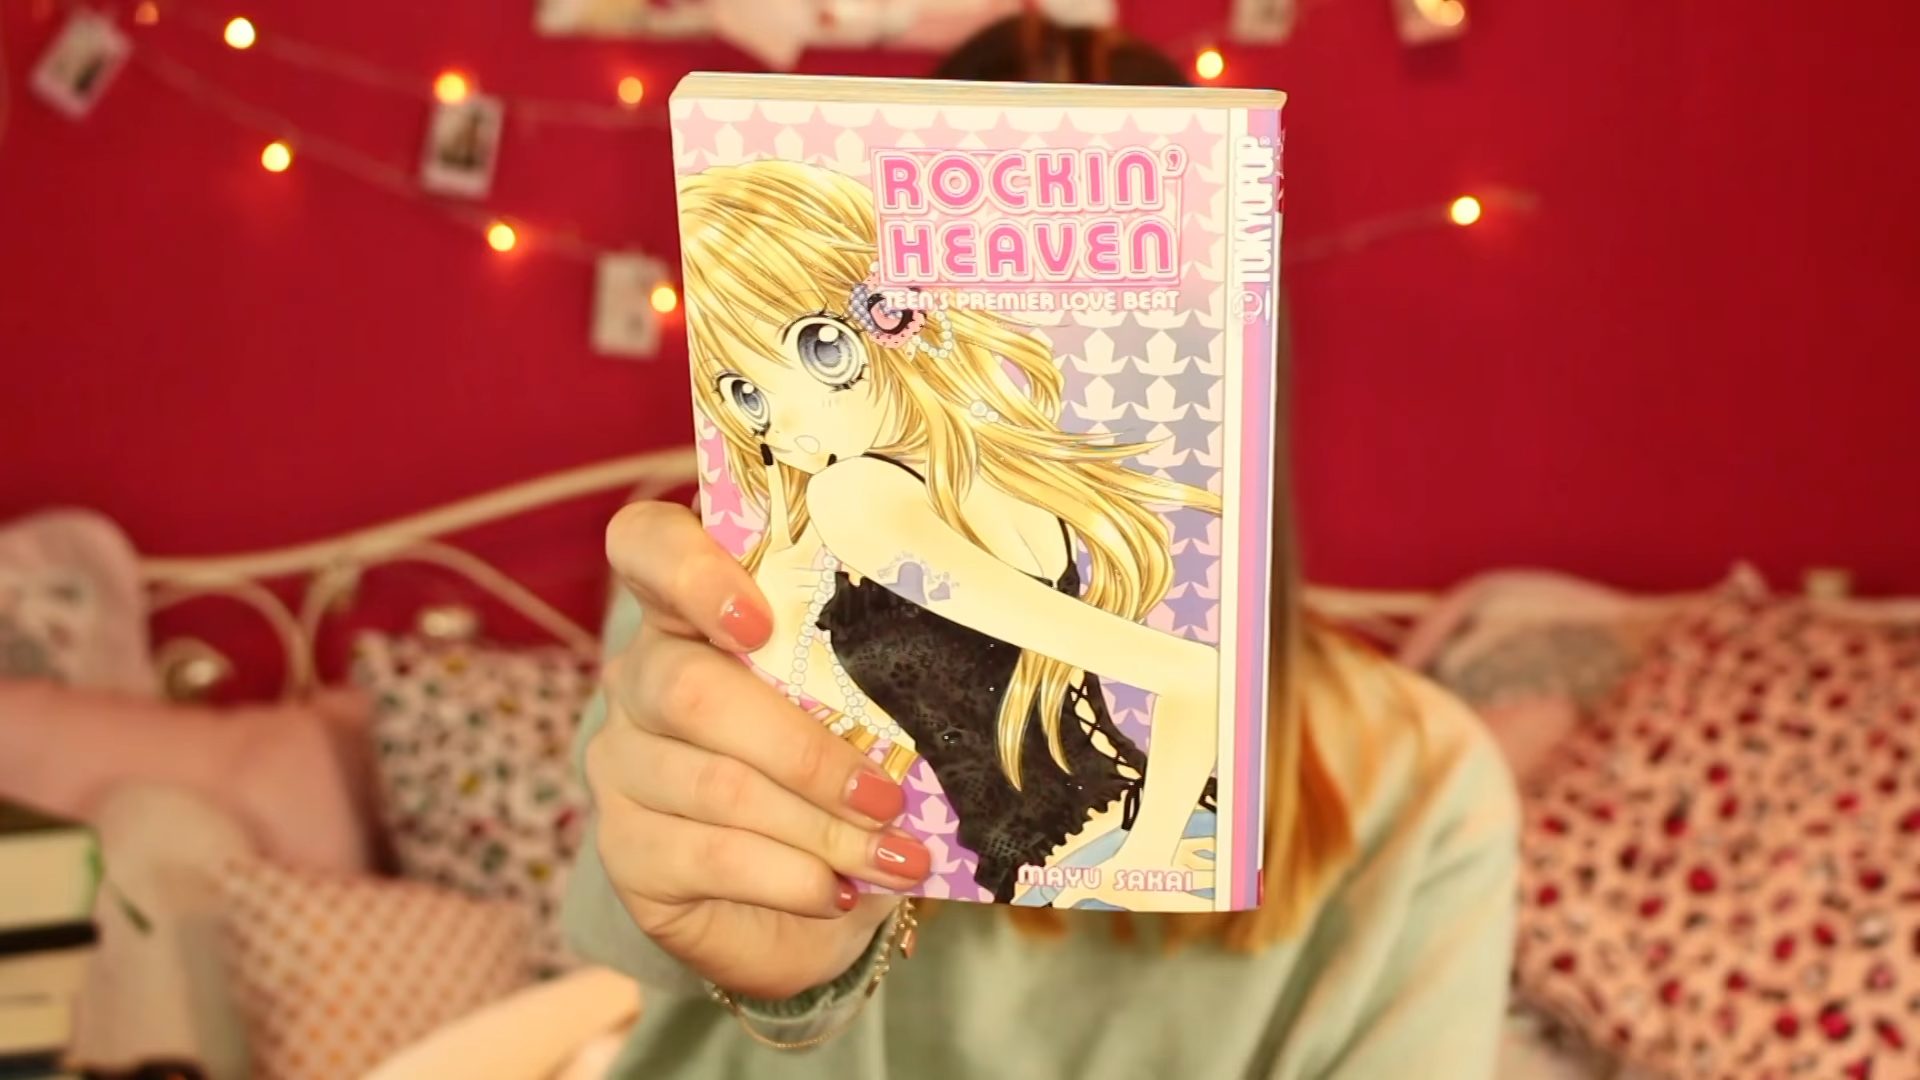 ROCKIN'
HEAVEN
TEEN'S PREMIER LOVE BEAT
TOKYOPOP
MAYU SAKAI